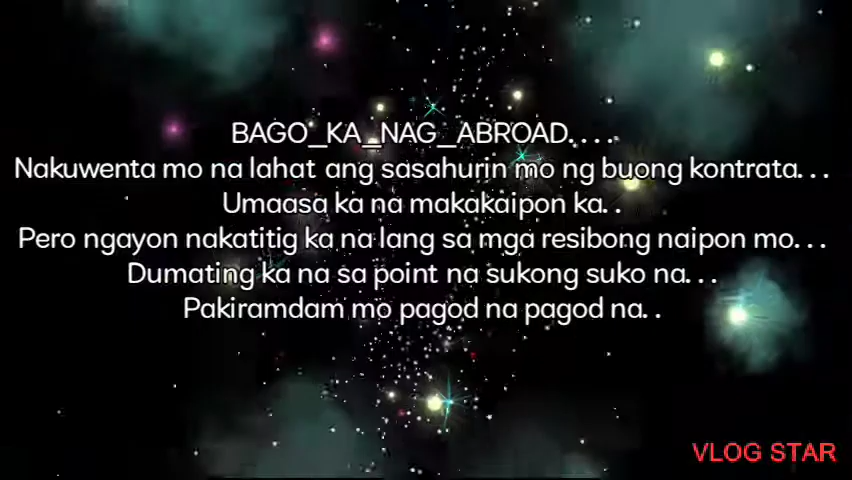 BAGO_KA_NAG_ABROAD....
Nakuwenta mo na lahat ang sasahurin mo ng buong kontrata...
Umaasa ka na makakaipon ka..
Pero ngayon nakatitig ka na lang sa mga resibong naipon mo...
Dumating ka na sa point na sukong suko na...
Pakiramdam mo pagod na pagod na..
VLOG STAR